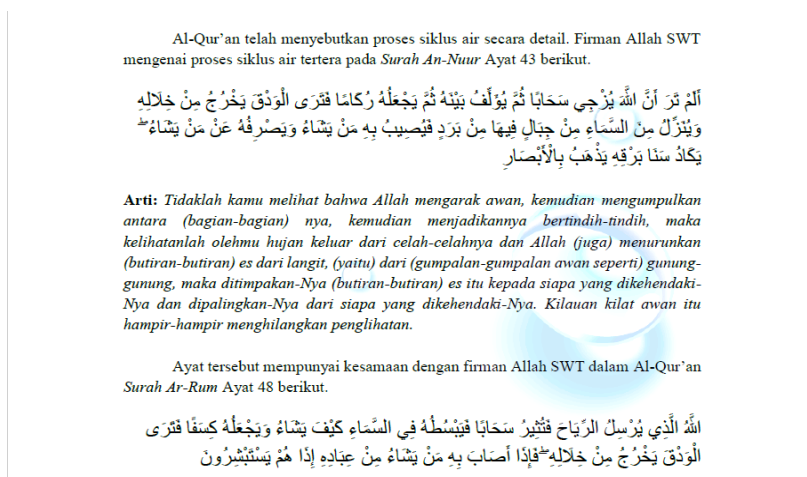 Al-Qur'an telah menyebutkan proses siklus air secara detail. Firman Allah SWT
mengenai proses siklus air tertera pada Surah An-Nuur Ayat 43 berikut.
أَلَمْ تَرَ أَنَّ اللَّهَ يُزْجِي سَحَابًا ثُمَّ يُؤَلِّفُ بَيْنَهُ ثُمَّ يَجْعَلُهُ رُكَامًا فَتَرَى الْوَدْقَ يَخْرُجُ مِنْ خِلَالِهِ
وَيُنَزِّلُ مِنَ السَّمَاءِ مِنْ جِبَالٍ فِيهَا مِنْ بَرَدٍ فَيُصِيبُ بِهِ مَنْ يَشَاءُ وَيَصْرِفُهُ عَنْ مَنْ يَشَاءُ ۖ
يَكَادُ سَنَا بَرْقِهِ يَذْهَبُ بِالْأَبْصَارِ
Arti: Tidaklah kamu melihat bahwa Allah mengarak awan, kemudian mengumpulkan
antara (bagian-bagian) nya, kemudian menjadikannya bertindih-tindih, maka
kelihatanlah olehmu hujan keluar dari celah-celahnya dan Allah (juga) menurunkan
(butiran-butiran) es dari langit, (yaitu) dari (gumpalan-gumpalan awan seperti) gunung-
gunung, maka ditimpakan-Nya (butiran-butiran) es itu kepada siapa yang dikehendaki-
Nya dan dipalingkan-Nya dari siapa yang dikehendaki-Nya. Kilauan kilat awan itu
hampir-hampir menghilangkan penglihatan.
Ayat tersebut mempunyai kesamaan dengan firman Allah SWT dalam Al-Qur'an
Surah Ar-Rum Ayat 48 berikut.
اللَّهُ الَّذِي يُرْسِلُ الرِّيَاحَ فَتُثِيرُ سَحَابًا فَيَبْسُطُهُ فِي السَّمَاءِ كَيْفَ يَشَاءُ وَيَجْعَلُهُ كِسَفًا فَتَرَى
الْوَدْقَ يَخْرُجُ مِنْ خِلَالِهِ ۖ فَإِذَا أَصَابَ بِهِ مَنْ يَشَاءُ مِنْ عِبَادِهِ إِذَا هُمْ يَسْتَبْشِرُونَ